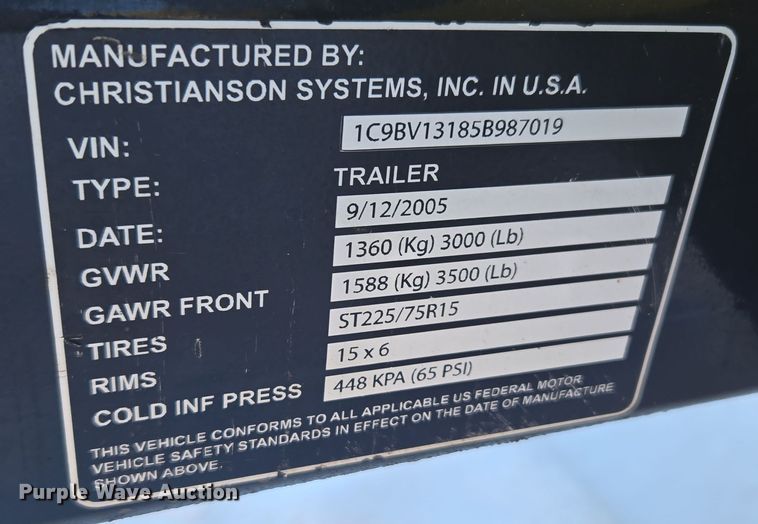 MANUFACTURED BY:
CHRISTIANSON SYSTEMS, INC. IN U.S.A.
VIN: 1C9BV13185B987019
TYPE: TRAILER
DATE: 9/12/2005
GVWR 1360 (Kg) 3000 (Lb)
GAWR FRONT 1588 (Kg) 3500 (Lb)
TIRES ST225/75R15
RIMS 15 x 6
COLD INF PRESS 448 KPA (65 PSI)
THIS VEHICLE CONFORMS TO ALL APPLICABLE US FEDERAL MOTOR
VEHICLE SAFETY STANDARDS IN EFFECT ON THE DATE OF MANUFACTURE
SHOWN ABOVE.
Purple Wave Auction